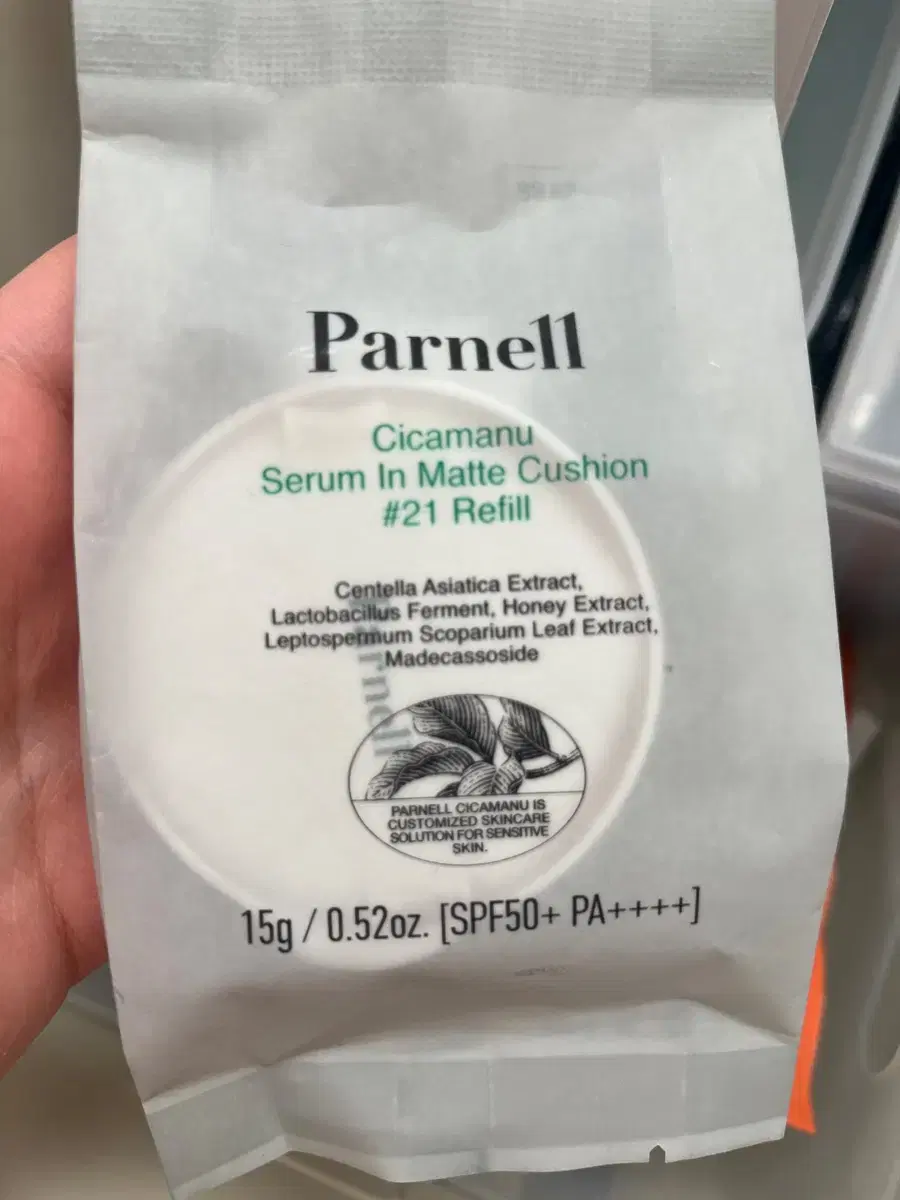 Parnell
Cicamanu
Serum In Matte Cushion
#21 Refill
Centella Asiatica Extract,
Lactobacillus Ferment, Honey Extract,
Leptospermum Scoparium Leaf Extract,
Madecassoside
Parnell
PARNELL CICAMANU IS
CUSTOMIZED SKINCARE
SOLUTION FOR SENSITIVE
SKIN.
15g / 0.52oz. [SPF50+ PA++++]